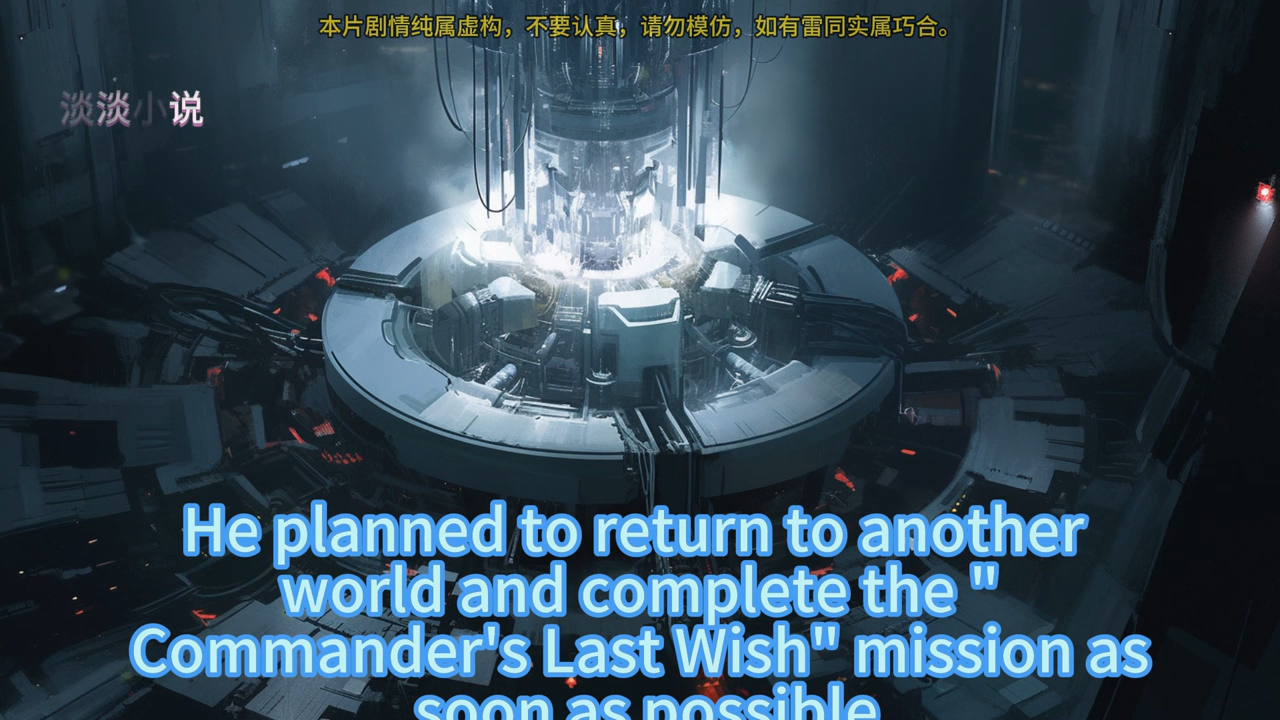 本片剧情纯属虚构，不要认真，请勿模仿，如有雷同实属巧合。
淡淡小说
He planned to return to another
world and complete the "
Commander's Last Wish" mission as
soon as possible